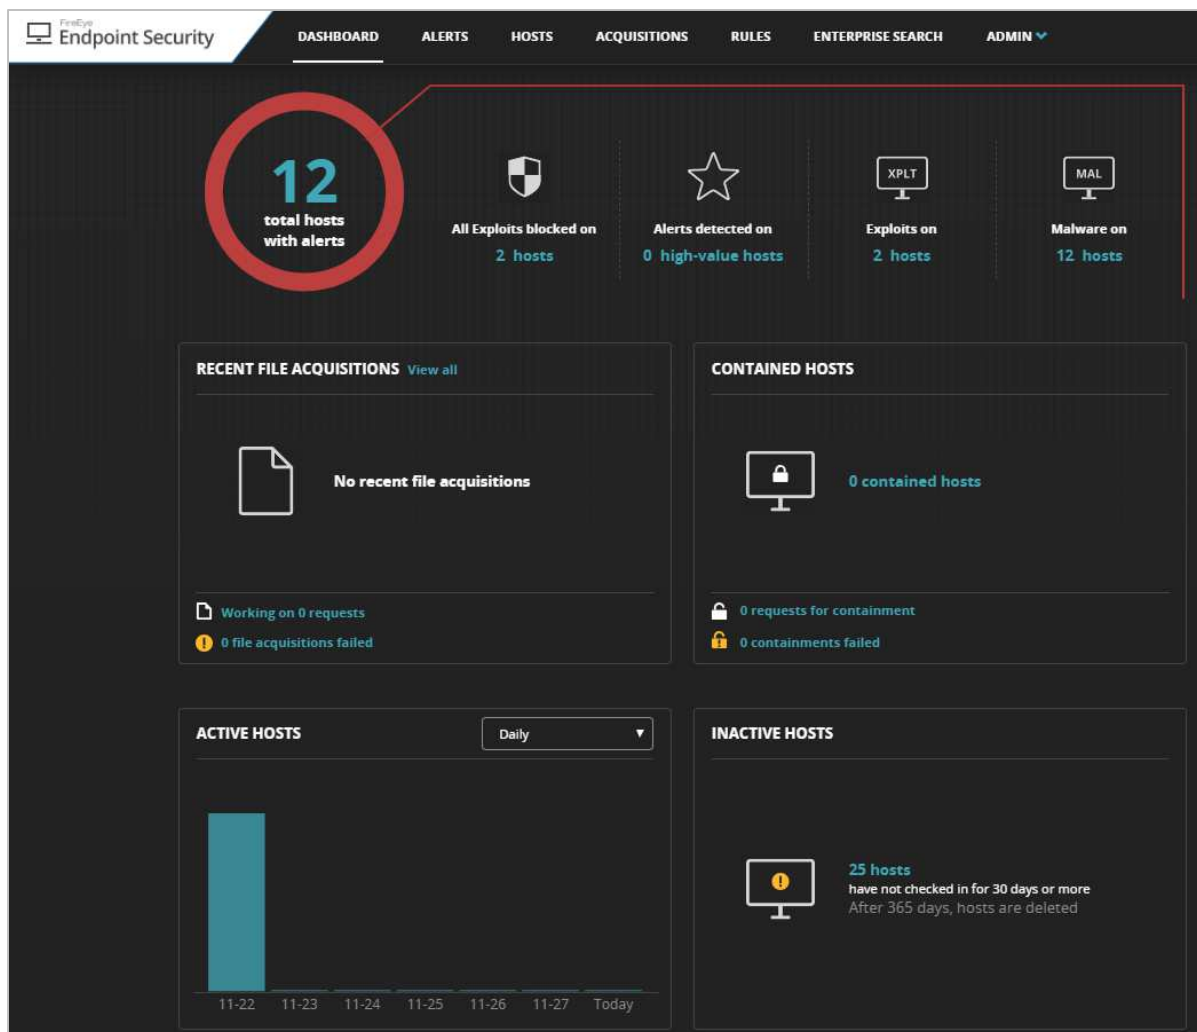 FireEye
Endpoint Security
DASHBOARD ALERTS HOSTS ACQUISITIONS RULES ENTERPRISE SEARCH ADMIN
12
total hosts
with alerts
All Exploits blocked on
2 hosts
Alerts detected on
0 high-value hosts
XPLT
Exploits on
2 hosts
MAL
Malware on
12 hosts
RECENT FILE ACQUISITIONS View all
No recent file acquisitions
Working on 0 requests
0 file acquisitions failed
CONTAINED HOSTS
0 contained hosts
0 requests for containment
0 containments failed
ACTIVE HOSTS
Daily
11-22 11-23 11-24 11-25 11-26 11-27 Today
INACTIVE HOSTS
25 hosts
have not checked in for 30 days or more
After 365 days, hosts are deleted